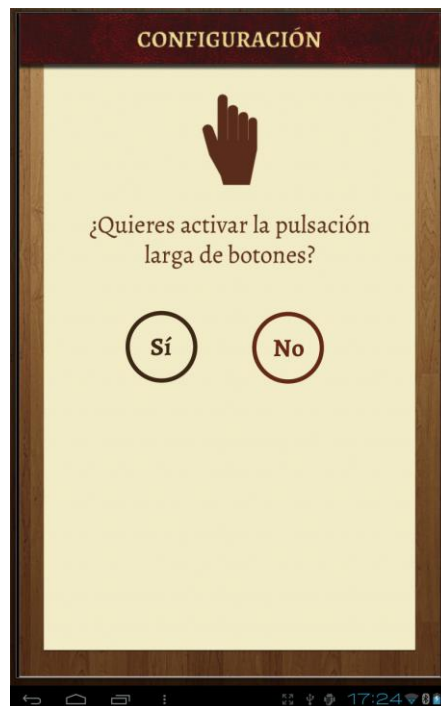 CONFIGURACIÓN
¿Quieres activar la pulsación
larga de botones?
Sí No
17:24